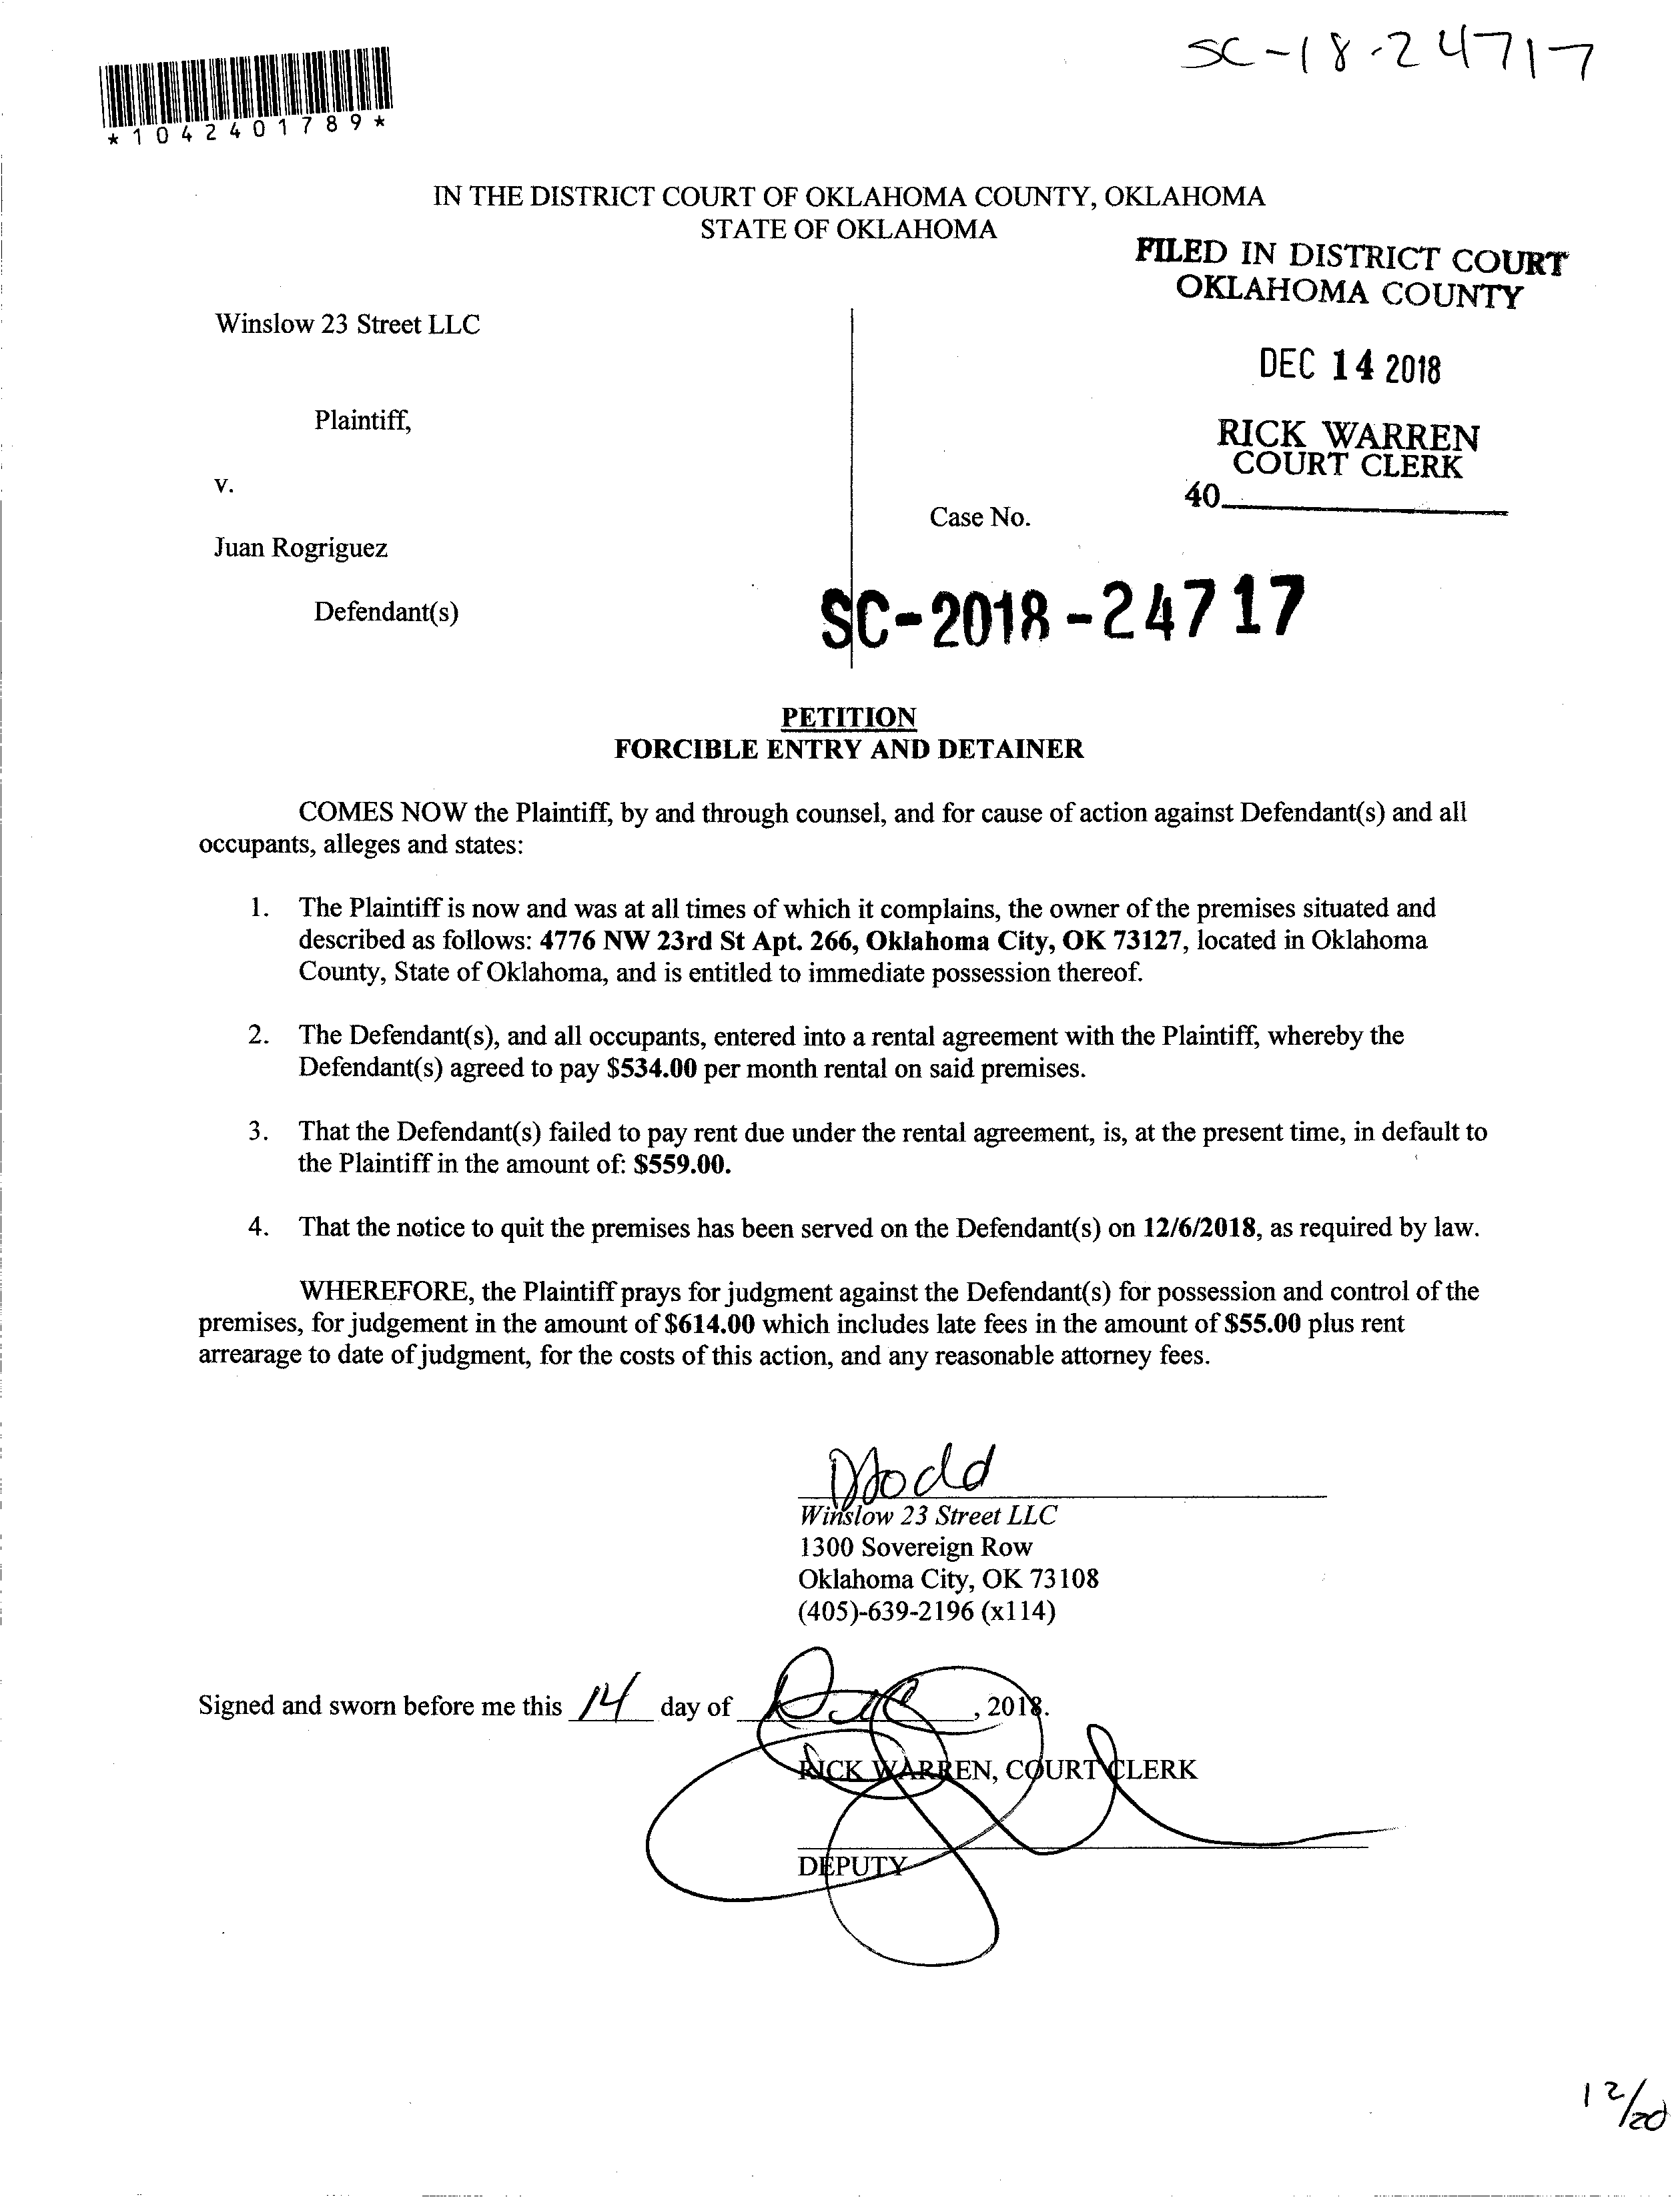 SC-18-24717
*1042401789*
IN THE DISTRICT COURT OF OKLAHOMA COUNTY, OKLAHOMA
STATE OF OKLAHOMA
FILED IN DISTRICT COURT
OKLAHOMA COUNTY
Winslow 23 Street LLC
DEC 14 2018
Plaintiff,
RICK WARREN
COURT CLERK
v.
40
Case No.
Juan Rogriguez
Defendant(s)
SC-2018-24717
PETITION
FORCIBLE ENTRY AND DETAINER
COMES NOW the Plaintiff, by and through counsel, and for cause of action against Defendant(s) and all
occupants, alleges and states:
1. The Plaintiff is now and was at all times of which it complains, the owner of the premises situated and
described as follows: 4776 NW 23rd St Apt. 266, Oklahoma City, OK 73127, located in Oklahoma
County, State of Oklahoma, and is entitled to immediate possession thereof.
2. The Defendant(s), and all occupants, entered into a rental agreement with the Plaintiff, whereby the
Defendant(s) agreed to pay $534.00 per month rental on said premises.
3. That the Defendant(s) failed to pay rent due under the rental agreement, is, at the present time, in default to
the Plaintiff in the amount of: $559.00.
4. That the notice to quit the premises has been served on the Defendant(s) on 12/6/2018, as required by law.
WHEREFORE, the Plaintiff prays for judgment against the Defendant(s) for possession and control of the
premises, for judgement in the amount of $614.00 which includes late fees in the amount of $55.00 plus rent
arrearage to date of judgment, for the costs of this action, and any reasonable attorney fees.
Winslow 23 Street LLC
1300 Sovereign Row
Oklahoma City, OK 73108
(405)-639-2196 (x114)
Signed and sworn before me this 14 day of Dec, 2018.
RICK WARREN, COURT CLERK
DEPUTY
12/20